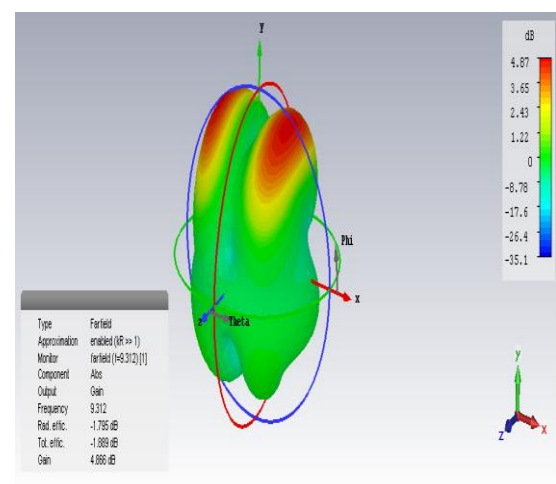 y
dB
4.87
3.65
2.43
1.22
0
-8.78
-17.6
-26.4
-35.1
Phi
x
z Theta
Type Farfield
Approximation enabled (kR >> 1)
Monitor farfield (f=9.312) [1]
Component Abs
Output Gain
Frequency 9.312
Rad. effic. -1.795 dB
Tot. effic. -1.889 dB
Gain 4.866 dB
y
z x